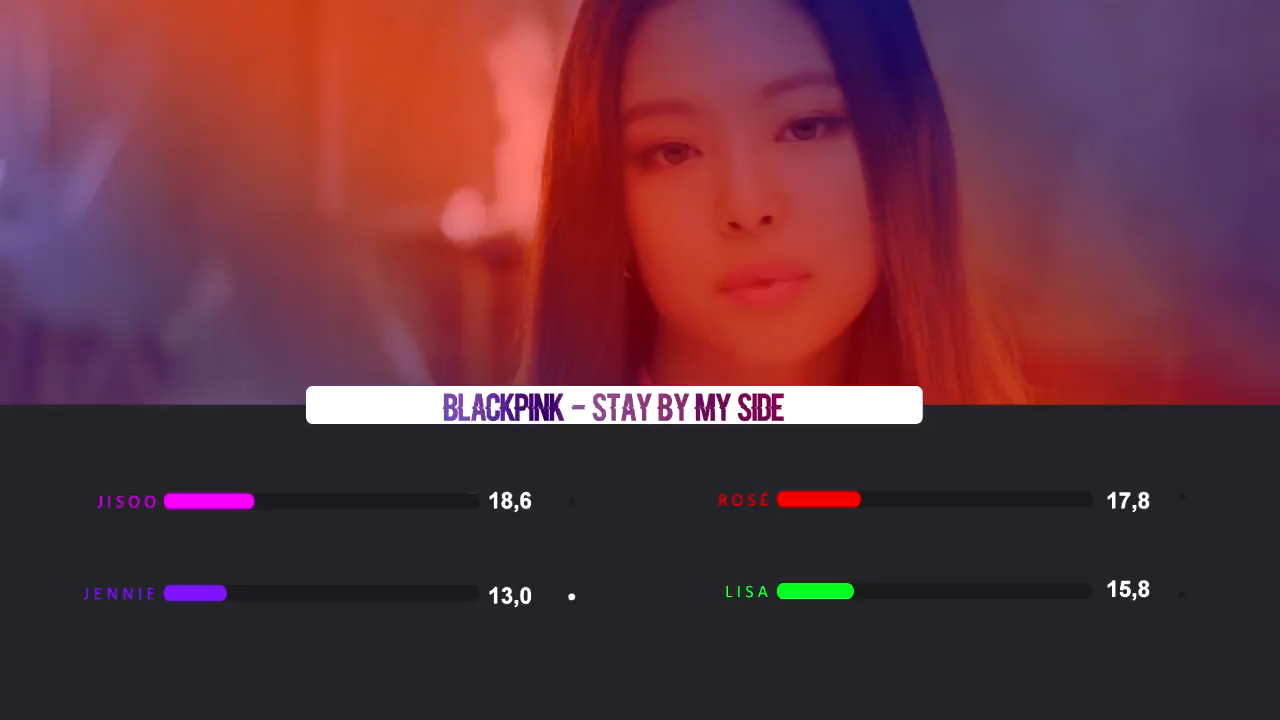 BLACKPINK - STAY BY MY SIDE
JISOO 18,6
ROSÉ 17,8
JENNIE 13,0
LISA 15,8